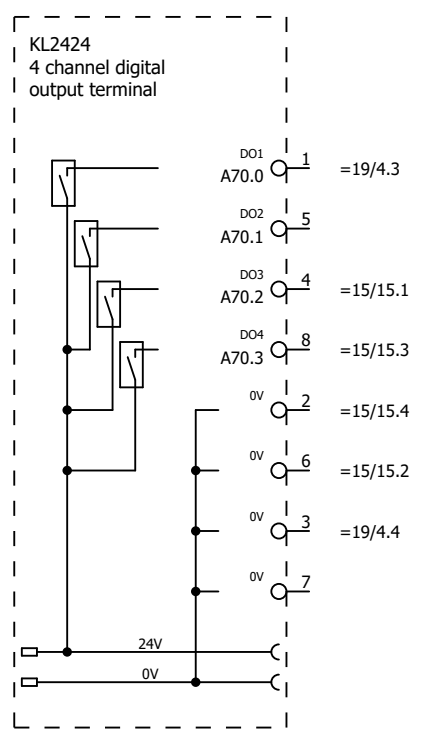 KL2424
4 channel digital
output terminal
DO1
A70.0 1 =19/4.3
DO2
A70.1 5
DO3
A70.2 4 =15/15.1
DO4
A70.3 8 =15/15.3
0V 2 =15/15.4
0V 6 =15/15.2
0V 3 =19/4.4
0V 7
24V
0V